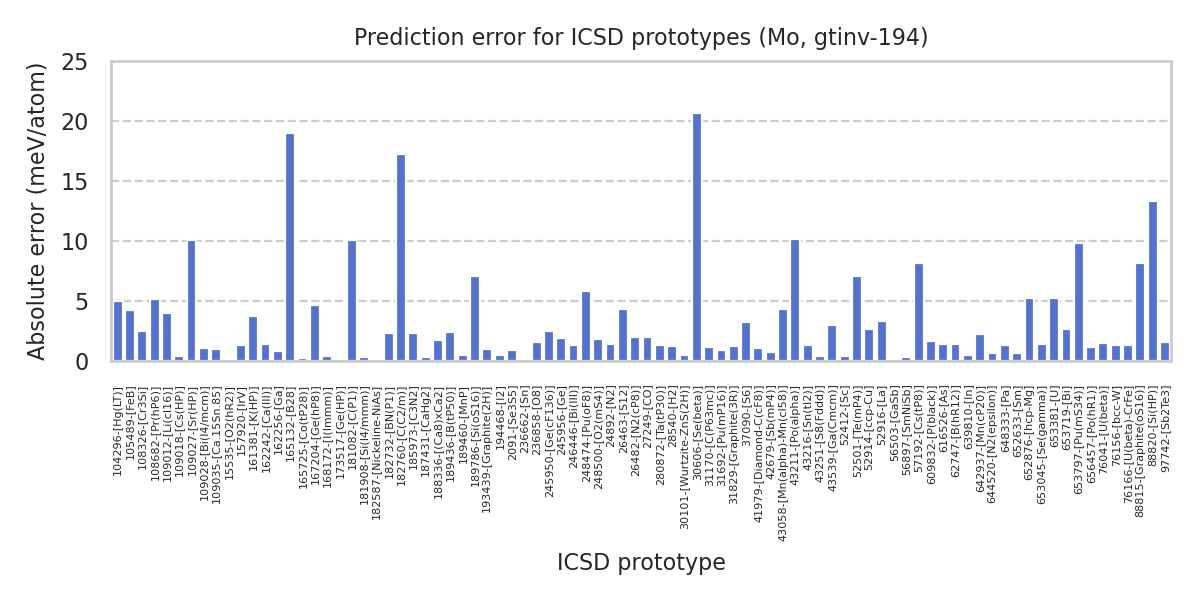 Prediction error for ICSD prototypes (Mo, gtinv-194)
Absolute error (meV/atom)
25
20
15
10
5
0
104296-[Hg(LT)]
105489-[FeB]
108326-[Cr3Si]
108682-[Pr(hP6)]
109012-[Li(cI16)]
109018-[Cs(HP)]
109027-[Sr(HP)]
109028-[Bi(I4/mcm)]
109035-[Ca.15Sn.85]
15535-[O2(hR2)]
157920-[IrV]
161381-[K(HP)]
162242-[Ca(III)]
162256-[Ga]
165132-[B28]
165725-[Co(tP28)]
167204-[Ge(hP8)]
168172-[I(Immm)]
173517-[Ge(HP)]
181082-[C(P1)]
181908-[Si(I4/mmm)]
182587-[Nickeline-NiAs]
182732-[BN(P1)]
182760-[C(C2/m)]
185973-[C3N2]
187431-[CaHg2]
188336-[(Ca8)xCa2]
189436-[B(tP50)]
189460-[MnP]
189786-[Si(oS16)]
193439-[Graphite(2H)]
194468-[I2]
2091-[Se3S5]
236662-[Sn]
236858-[O8]
245950-[Ge(cF136)]
245956-[Ge]
246446-[Bi(III)]
248474-[Pu(oF8)]
248500-[O2(mS4)]
24892-[N2]
26463-[S12]
26482-[N2(cP8)]
27249-[CO]
280872-[Ta(tP30)]
28540-[H2]
30101-[Wurtzite-ZnS(2H)]
30606-[Se(beta)]
31170-[C(P63mc)]
31692-[Pu(mP16)]
31829-[Graphite(3R)]
37090-[S6]
41979-[Diamond-C(cF8)]
42679-[Sb(mP4)]
43058-[Mn(alpha)-Mn(cI58)]
43211-[Po(alpha)]
43216-[Sn(tI2)]
43251-[S8(Fddd)]
43539-[Ga(Cmcm)]
52412-[Sc]
52501-[Te(mP4)]
52914-[fcc-Cu]
52916-[La]
56503-[GaSb]
56897-[SmNiSb]
57192-[Cs(tP8)]
609832-[P(black)]
616526-[As]
62747-[B(hR12)]
639810-[In]
642937-[Mn(cP20)]
644520-[N2(epsilon)]
648333-[Pa]
652633-[Sm]
652876-[hcp-Mg]
653045-[Se(gamma)]
653381-[U]
653719-[Bi]
653797-[Pu(mS34)]
656457-[Po(hR1)]
76041-[U(beta)]
76156-[bcc-W]
76166-[U(beta)-CrFe]
88815-[Graphite(oS16)]
88820-[Si(HP)]
97742-[Sb2Te3]
ICSD prototype